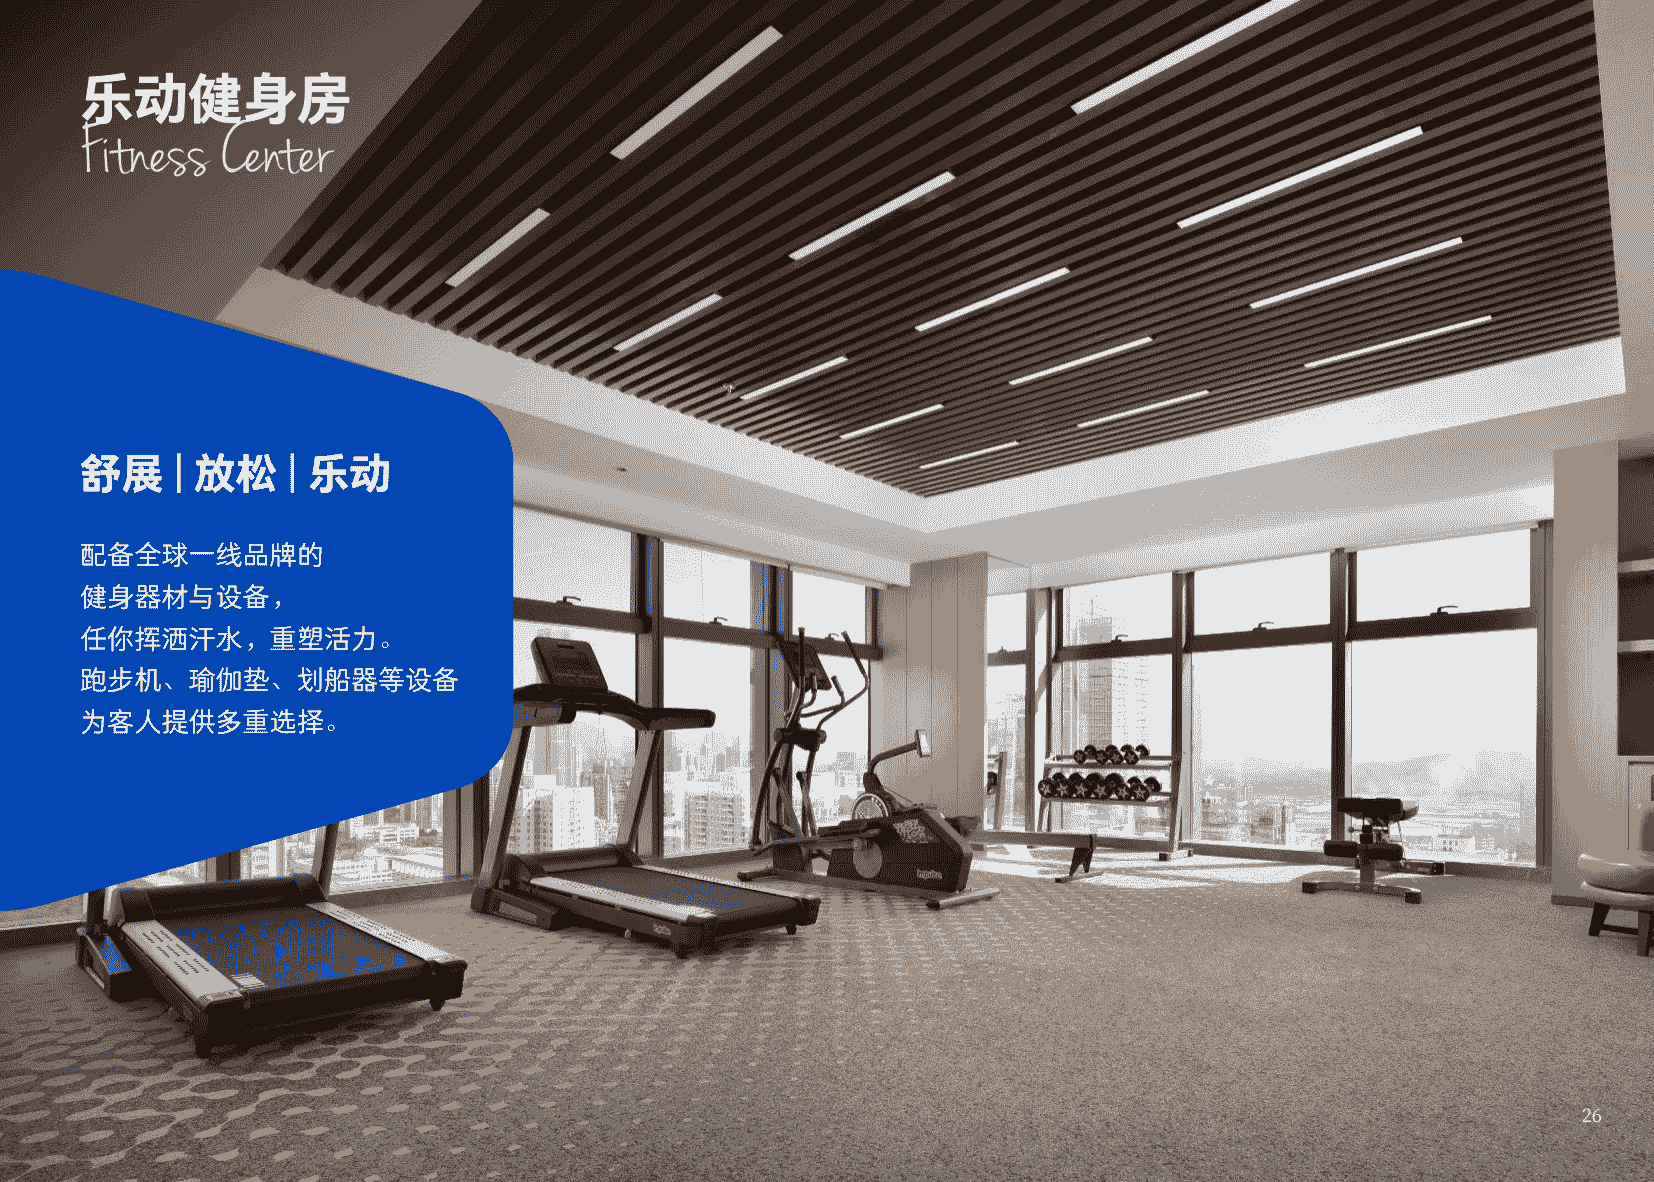 乐动健身房
Fitness Center
舒展 | 放松 | 乐动
配备全球一线品牌的
健身器材与设备，
任你挥洒汗水，重塑活力。
跑步机、瑜伽垫、划船器等设备
为客人提供多重选择。
impulse
impulse
26